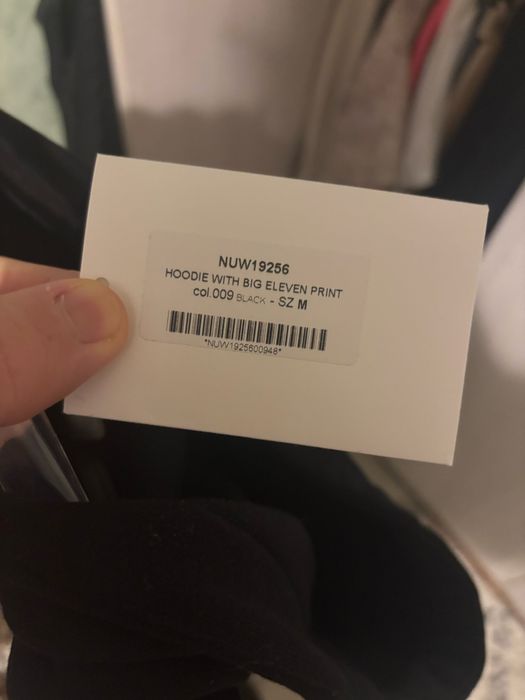 NUW19256
HOODIE WITH BIG ELEVEN PRINT
col.009 BLACK - SZ M
*NUW1925600948*